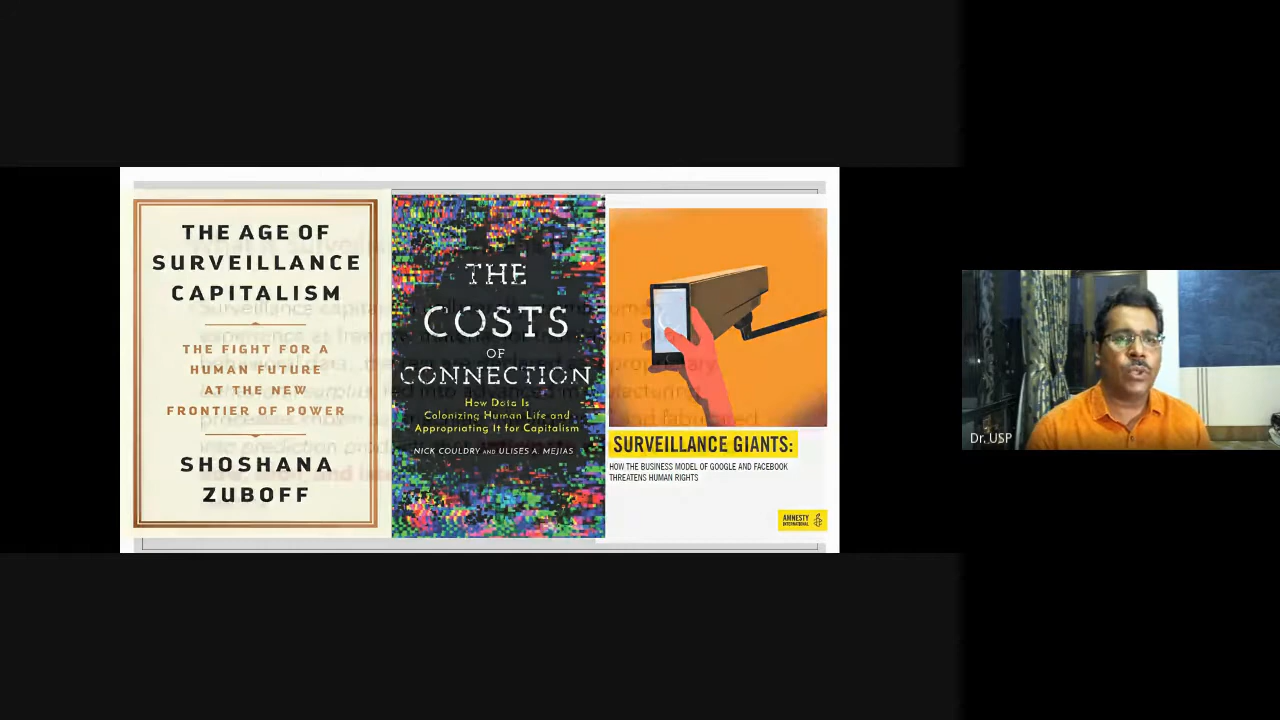 THE AGE OF
SURVEILLANCE
CAPITALISM
THE FIGHT FOR A
HUMAN FUTURE
AT THE NEW
FRONTIER OF POWER
SHOSHANA
ZUBOFF
THE
COSTS
OF
CONNECTION
How Data Is
Colonizing Human Life and
Appropriating It for Capitalism
NICK COULDRY AND ULISES A. MEJIAS
SURVEILLANCE GIANTS:
HOW THE BUSINESS MODEL OF GOOGLE AND FACEBOOK
THREATENS HUMAN RIGHTS
AMNESTY
INTERNATIONAL
Dr. USP